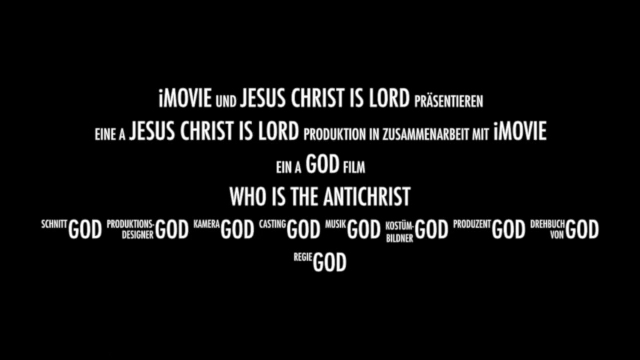 iMOVIE UND JESUS CHRIST IS LORD PRÄSENTIEREN
EINE A JESUS CHRIST IS LORD PRODUKTION IN ZUSAMMENARBEIT MIT iMOVIE
EIN A GOD FILM
WHO IS THE ANTICHRIST
SCHNITT GOD PRODUKTIONS-DESIGNER GOD KAMERA GOD CASTING GOD MUSIK GOD KOSTÜM-BILDNER GOD PRODUZENT GOD DREHBUCH VON GOD
REGIE GOD